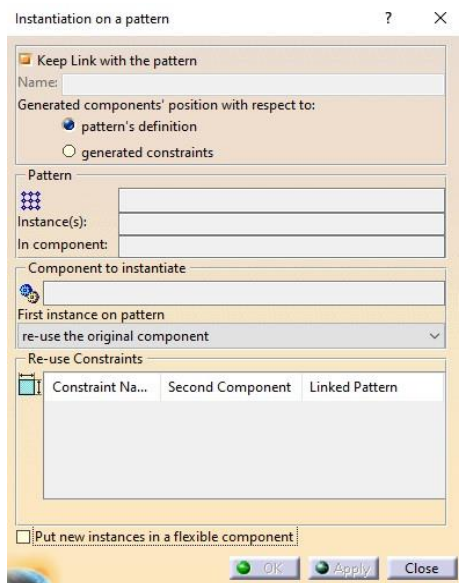 Instantiation on a pattern ? X
Keep Link with the pattern
Name:
Generated components' position with respect to:
pattern's definition
generated constraints
Pattern
Instance(s):
In component:
Component to instantiate
First instance on pattern
re-use the original component
Re-use Constraints
Constraint Na... Second Component Linked Pattern
Put new instances in a flexible component
OK Apply Close